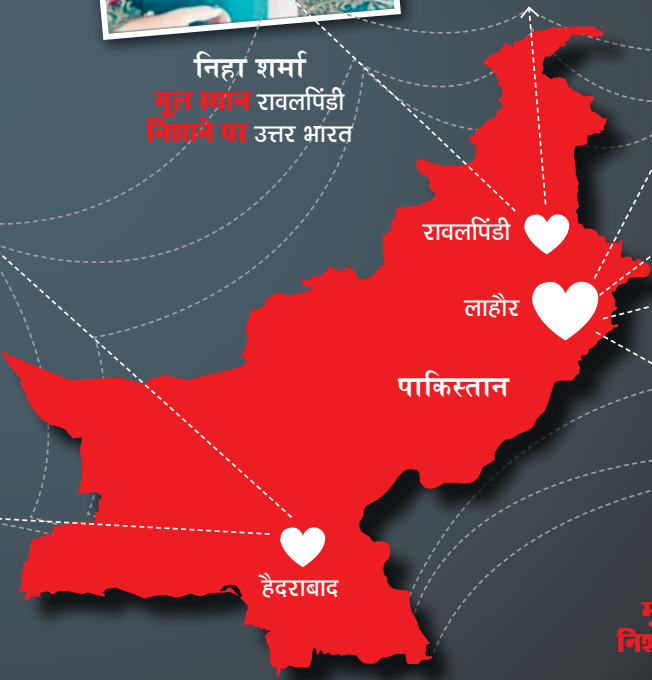 निहा शर्मा
मूल स्थान रावलपिंडी
निशाने पर उत्तर भारत
रावलपिंडी
लाहौर
पाकिस्तान
हैदराबाद